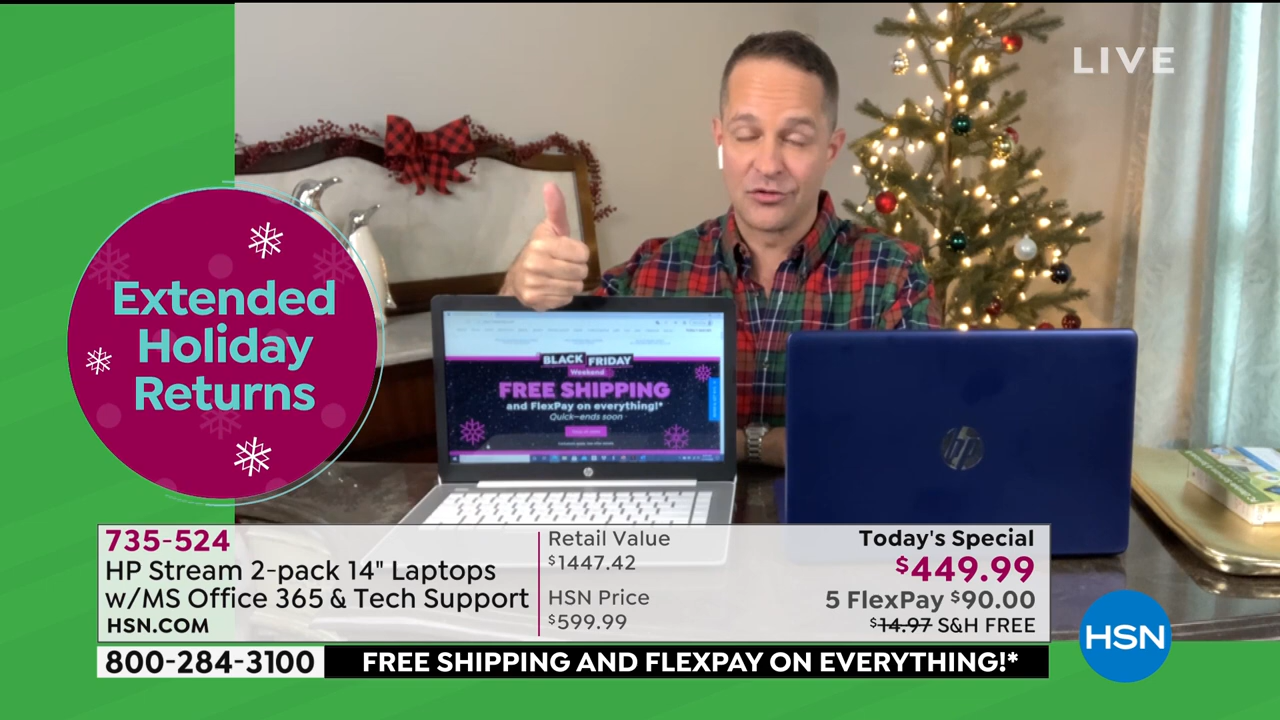 LIVE
Extended
Holiday
Returns
BLACK FRIDAY
Weekend
FREE SHIPPING
and FlexPay on everything!*
Quick-ends soon
hp
hp
735-524
HP Stream 2-pack 14" Laptops
w/MS Office 365 & Tech Support
HSN.COM
Retail Value
$1447.42
HSN Price
$599.99
Today's Special
$449.99
5 FlexPay $90.00
$14.97 S&H FREE
HSN
800-284-3100
FREE SHIPPING AND FLEXPAY ON EVERYTHING!*